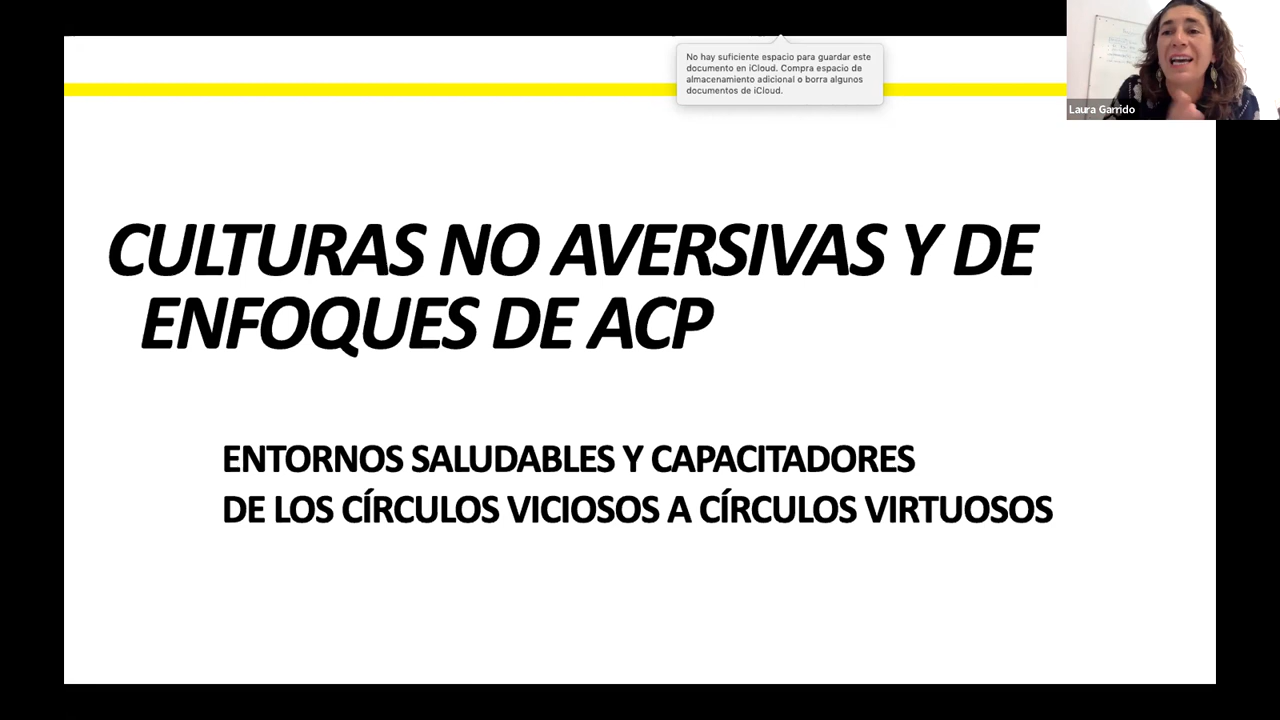 No hay suficiente espacio para guardar este
documento en iCloud. Compra espacio de
almacenamiento adicional o borra algunos
documentos de iCloud.
Laura Garrido
CULTURAS NO AVERSIVAS Y DE
ENFOQUES DE ACP
ENTORNOS SALUDABLES Y CAPACITADORES
DE LOS CÍRCULOS VICIOSOS A CÍRCULOS VIRTUOSOS